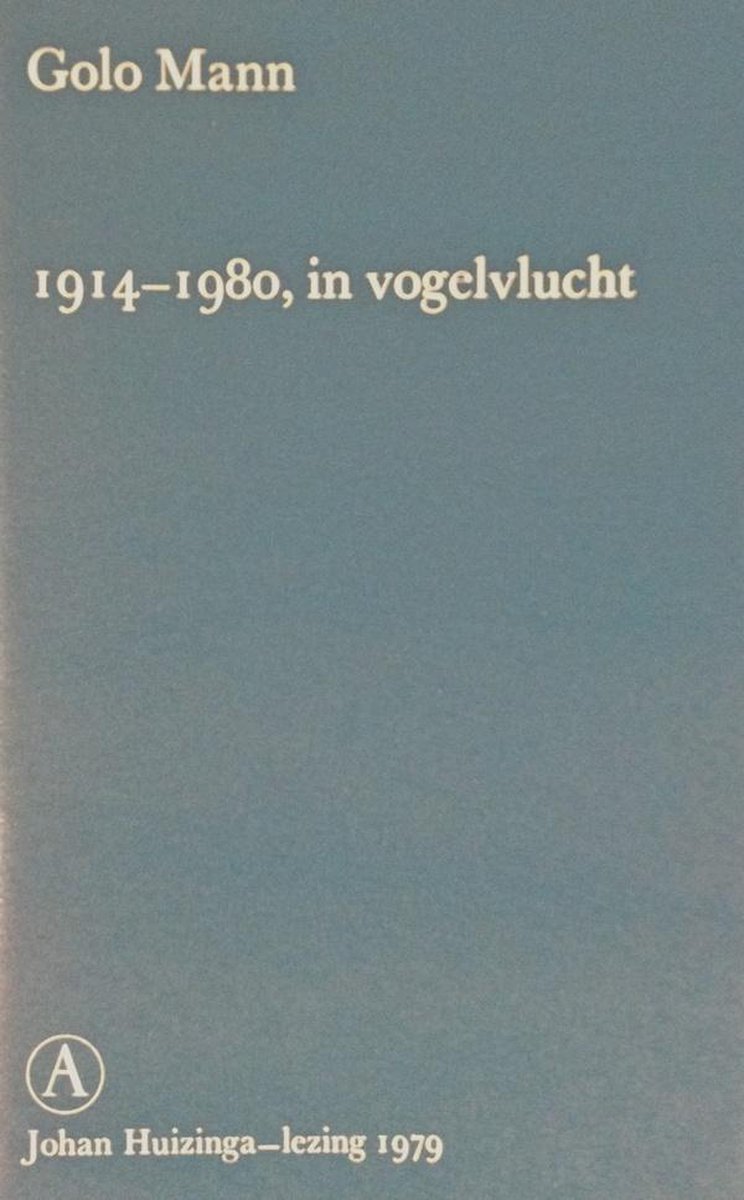 Golo Mann
1914–1980, in vogelvlucht
A
Johan Huizinga–lezing 1979